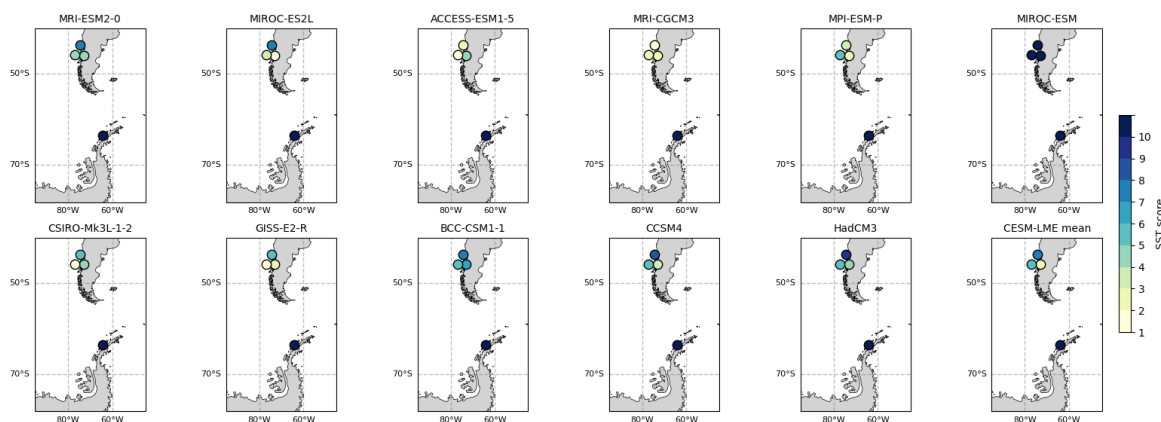 MRI-ESM2-0 MIROC-ES2L ACCESS-ESM1-5 MRI-CGCM3 MPI-ESM-P MIROC-ESM
50°S 50°S 50°S 50°S 50°S 50°S
70°S 70°S 70°S 70°S 70°S 70°S
80°W 60°W 80°W 60°W 80°W 60°W 80°W 60°W 80°W 60°W 80°W 60°W
CSIRO-Mk3L-1-2 GISS-E2-R BCC-CSM1-1 CCSM4 HadCM3 CESM-LME mean
50°S 50°S 50°S 50°S 50°S 50°S
70°S 70°S 70°S 70°S 70°S 70°S
80°W 60°W 80°W 60°W 80°W 60°W 80°W 60°W 80°W 60°W 80°W 60°W
10
9
8
7
6
5
4
3
2
1
SST score